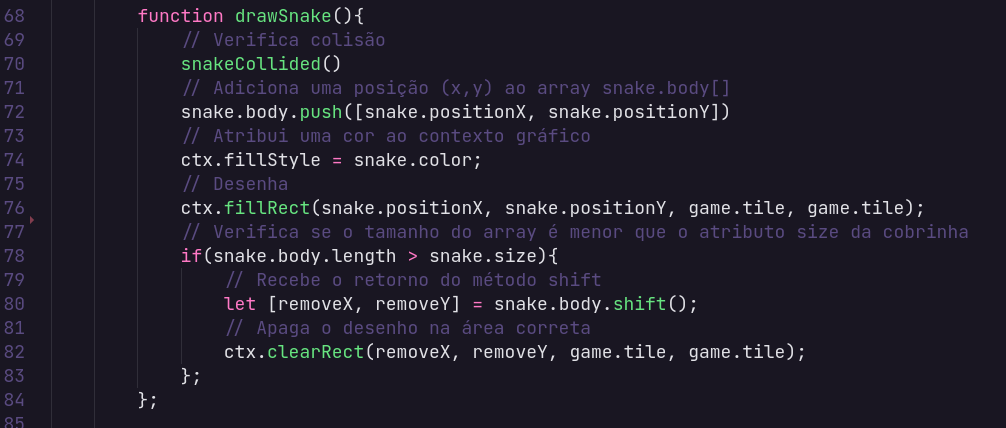 68 function drawSnake(){
69 // Verifica colisão
70 snakeCollided()
71 // Adiciona uma posição (x,y) ao array snake.body[]
72 snake.body.push([snake.positionX, snake.positionY])
73 // Atribui uma cor ao contexto gráfico
74 ctx.fillStyle = snake.color;
75 // Desenha
76 ctx.fillRect(snake.positionX, snake.positionY, game.tile, game.tile);
77 // Verifica se o tamanho do array é menor que o atributo size da cobrinha
78 if(snake.body.length > snake.size){
79 // Recebe o retorno do método shift
80 let [removeX, removeY] = snake.body.shift();
81 // Apaga o desenho na área correta
82 ctx.clearRect(removeX, removeY, game.tile, game.tile);
83 };
84 };
85